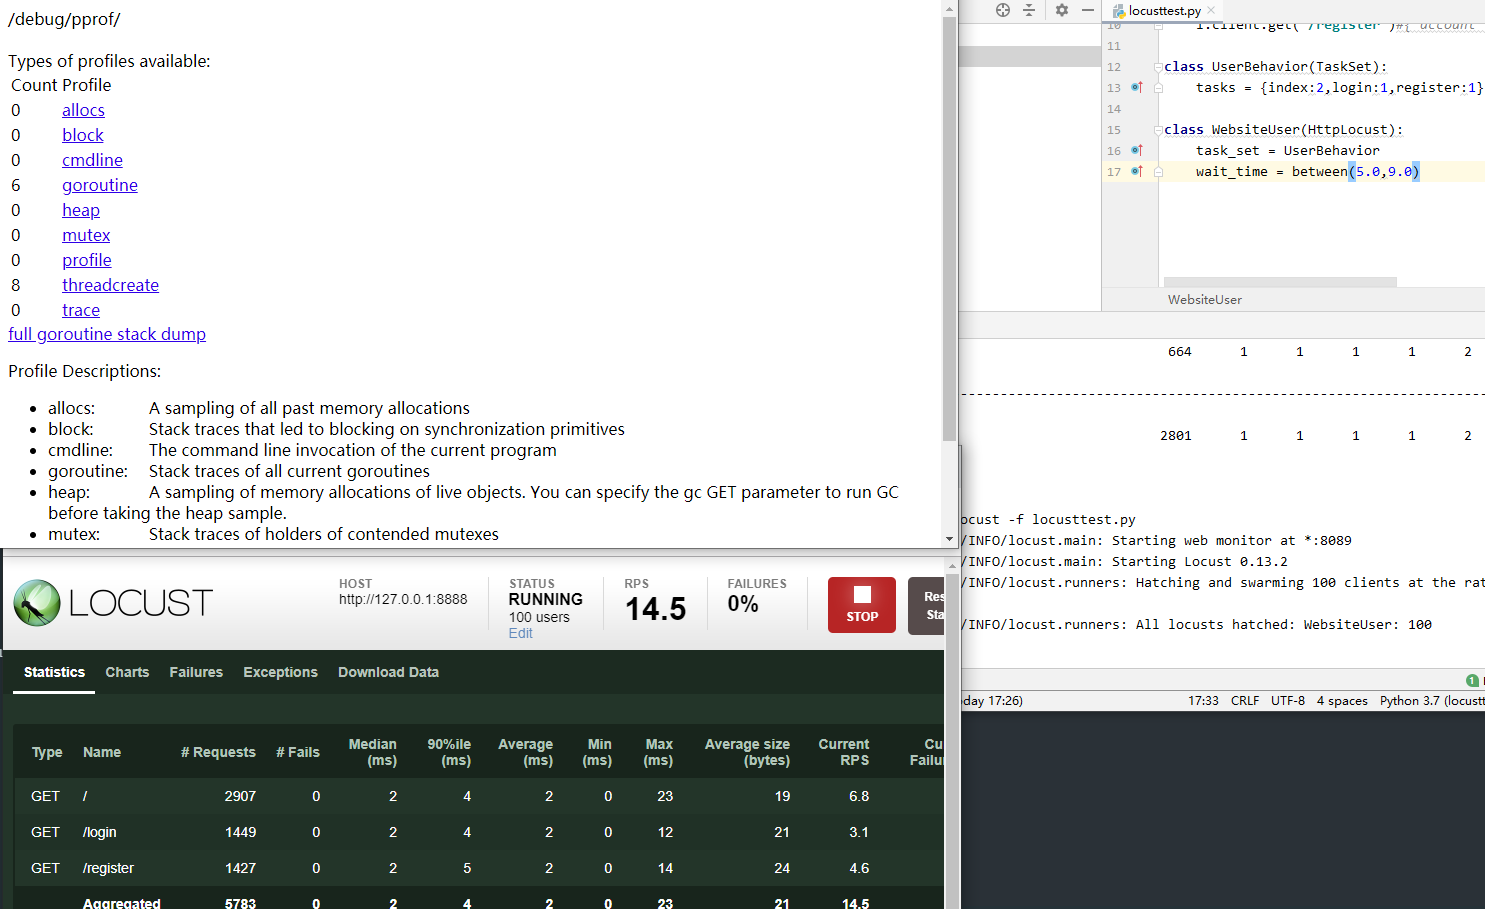 /debug/pprof/
Types of profiles available:
Count Profile
0 allocs
0 block
0 cmdline
6 goroutine
0 heap
0 mutex
0 profile
8 threadcreate
0 trace
full goroutine stack dump
Profile Descriptions:
• allocs: A sampling of all past memory allocations
• block: Stack traces that led to blocking on synchronization primitives
• cmdline: The command line invocation of the current program
• goroutine: Stack traces of all current goroutines
• heap: A sampling of memory allocations of live objects. You can specify the gc GET parameter to run GC
before taking the heap sample.
• mutex: Stack traces of holders of contended mutexes
locusttest.py
10 l.client.get("/register")#{"account
11
12 class UserBehavior(TaskSet):
13 tasks = {index:2,login:1,register:1}
14
15 class WebsiteUser(HttpLocust):
16 task_set = UserBehavior
17 wait_time = between(5.0,9.0)
WebsiteUser
664 1 1 1 1 2
2801 1 1 1 1 2
ocust -f locusttest.py
/INFO/locust.main: Starting web monitor at *:8089
/INFO/locust.main: Starting Locust 0.13.2
/INFO/locust.runners: Hatching and swarming 100 clients at the rat
/INFO/locust.runners: All locusts hatched: WebsiteUser: 100
1
day 17:26) 17:33 CRLF UTF-8 4 spaces Python 3.7 (locustt
LOCUST
HOST
http://127.0.0.1:8888
STATUS
RUNNING
100 users
Edit
RPS
14.5
FAILURES
0%
STOP
Res
Sta
Statistics Charts Failures Exceptions Download Data
Type Name # Requests # Fails Median (ms) 90%ile (ms) Average (ms) Min (ms) Max (ms) Average size (bytes) Current RPS Cu Failu
GET / 2907 0 2 4 2 0 23 19 6.8
GET /login 1449 0 2 4 2 0 12 21 3.1
GET /register 1427 0 2 5 2 0 14 24 4.6
Aggregated 5783 0 2 4 2 0 23 21 14.5